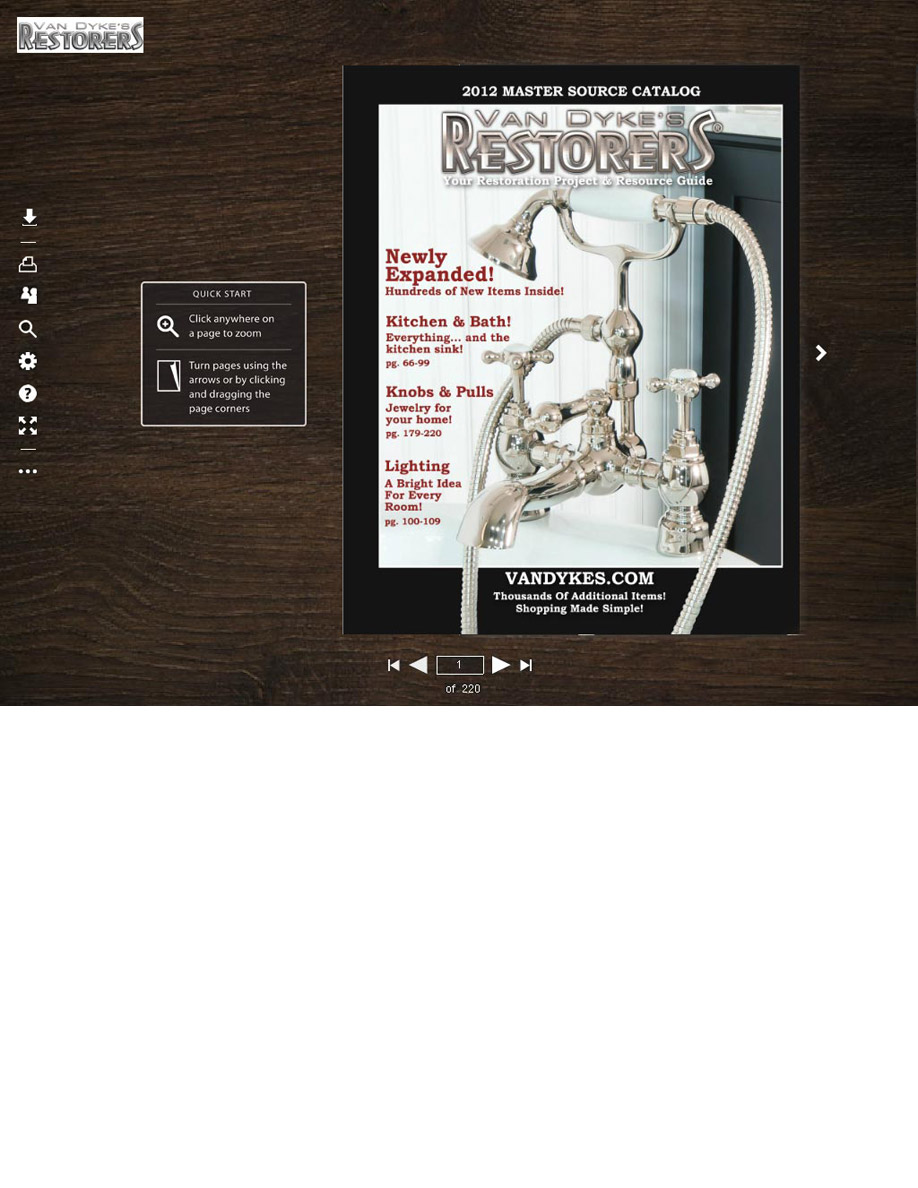 VAN DYKE'S
RESTORERS
2012 MASTER SOURCE CATALOG
VAN DYKE'S
RESTORERS®
Your Restoration Project & Resource Guide
Newly
Expanded!
Hundreds of New Items Inside!
Kitchen & Bath!
Everything... and the
kitchen sink!
pg. 66-99
Knobs & Pulls
Jewelry for
your home!
pg. 179-220
Lighting
A Bright Idea
For Every
Room!
pg. 100-109
VANDYKES.COM
Thousands Of Additional Items!
Shopping Made Simple!
QUICK START
Click anywhere on
a page to zoom
Turn pages using the
arrows or by clicking
and dragging the
page corners
1
of 220